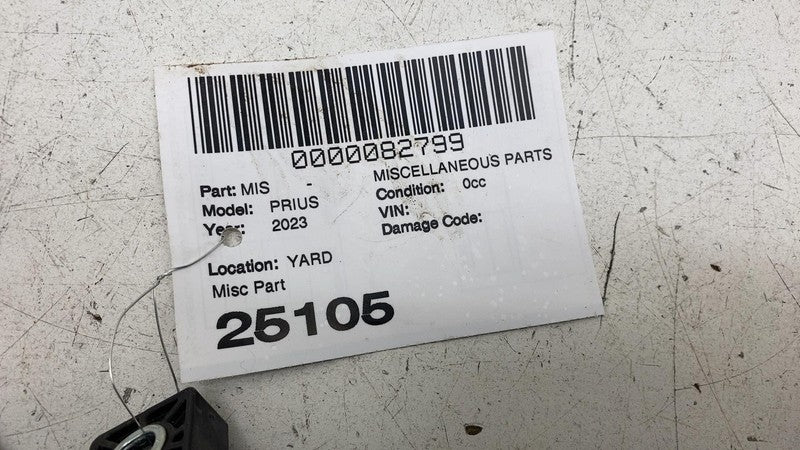 0000082799
Part: MIS - MISCELLANEOUS PARTS
Model: PRIUS Condition: 0cc
Year: 2023 VIN:
Damage Code:
Location: YARD
Misc Part
25105